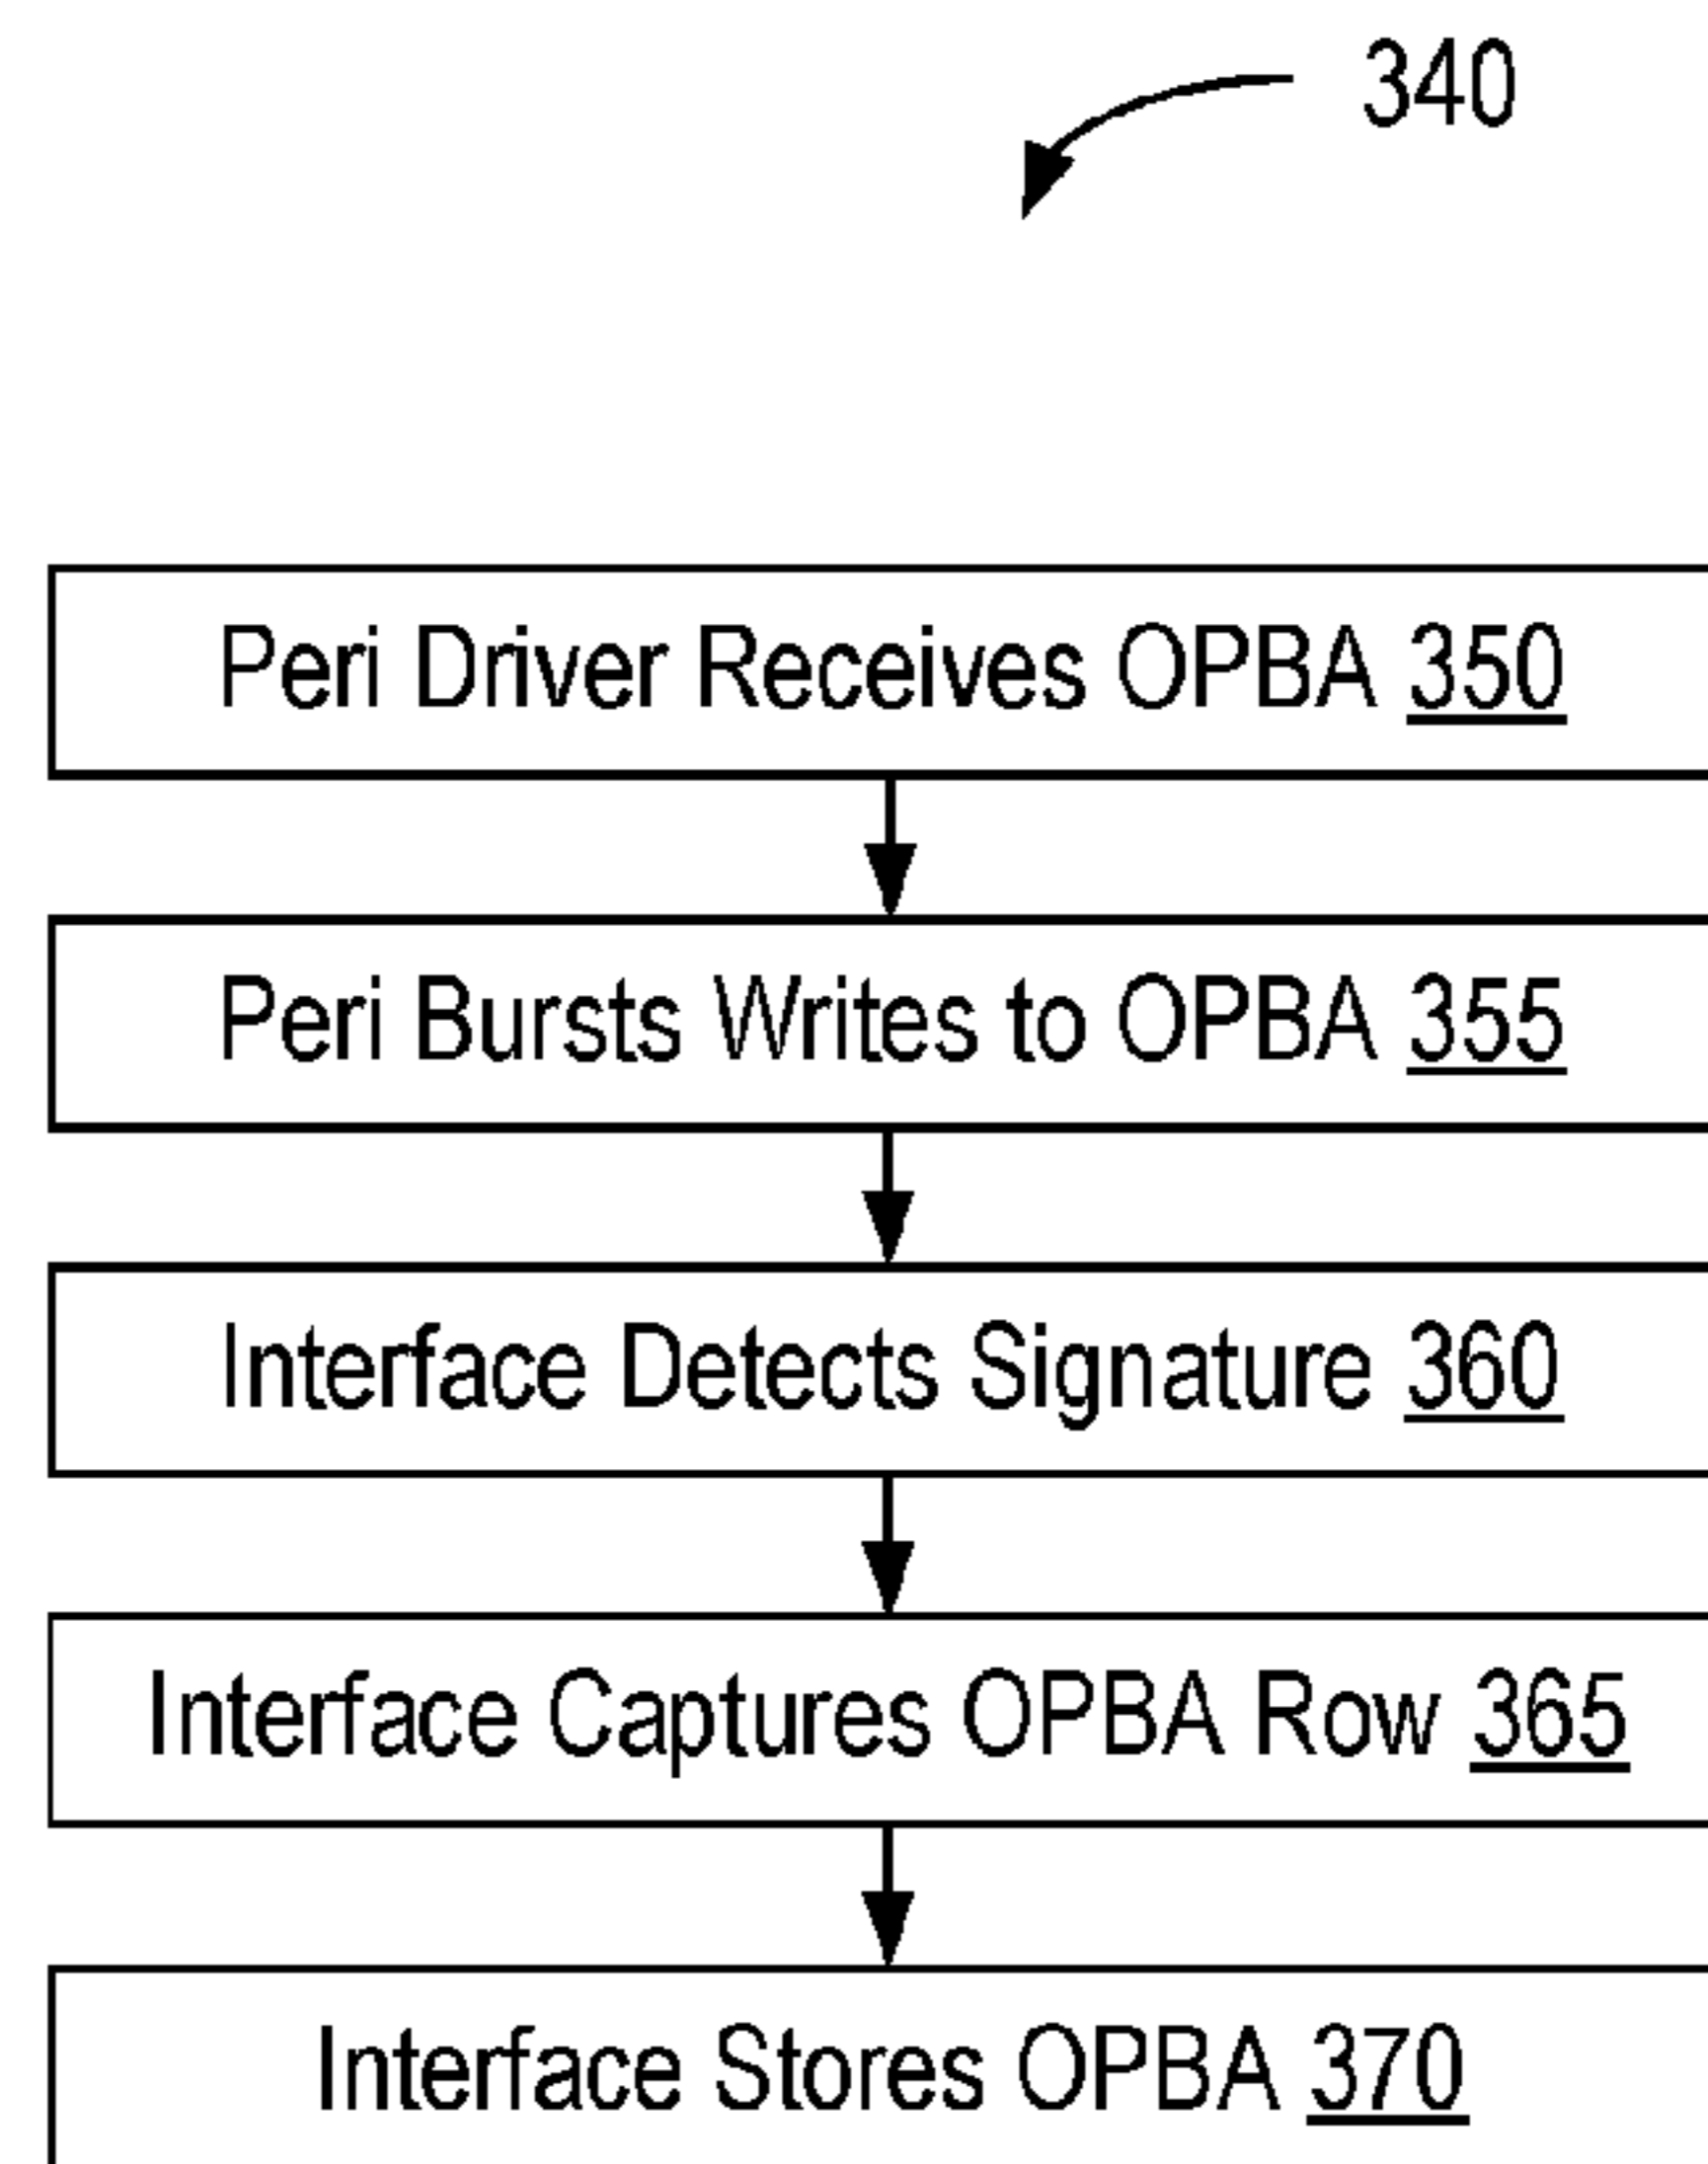 340
Peri Driver Receives OPBA 350
Peri Bursts Writes to OPBA 355
Interface Detects Signature 360
Interface Captures OPBA Row 365
Interface Stores OPBA 370